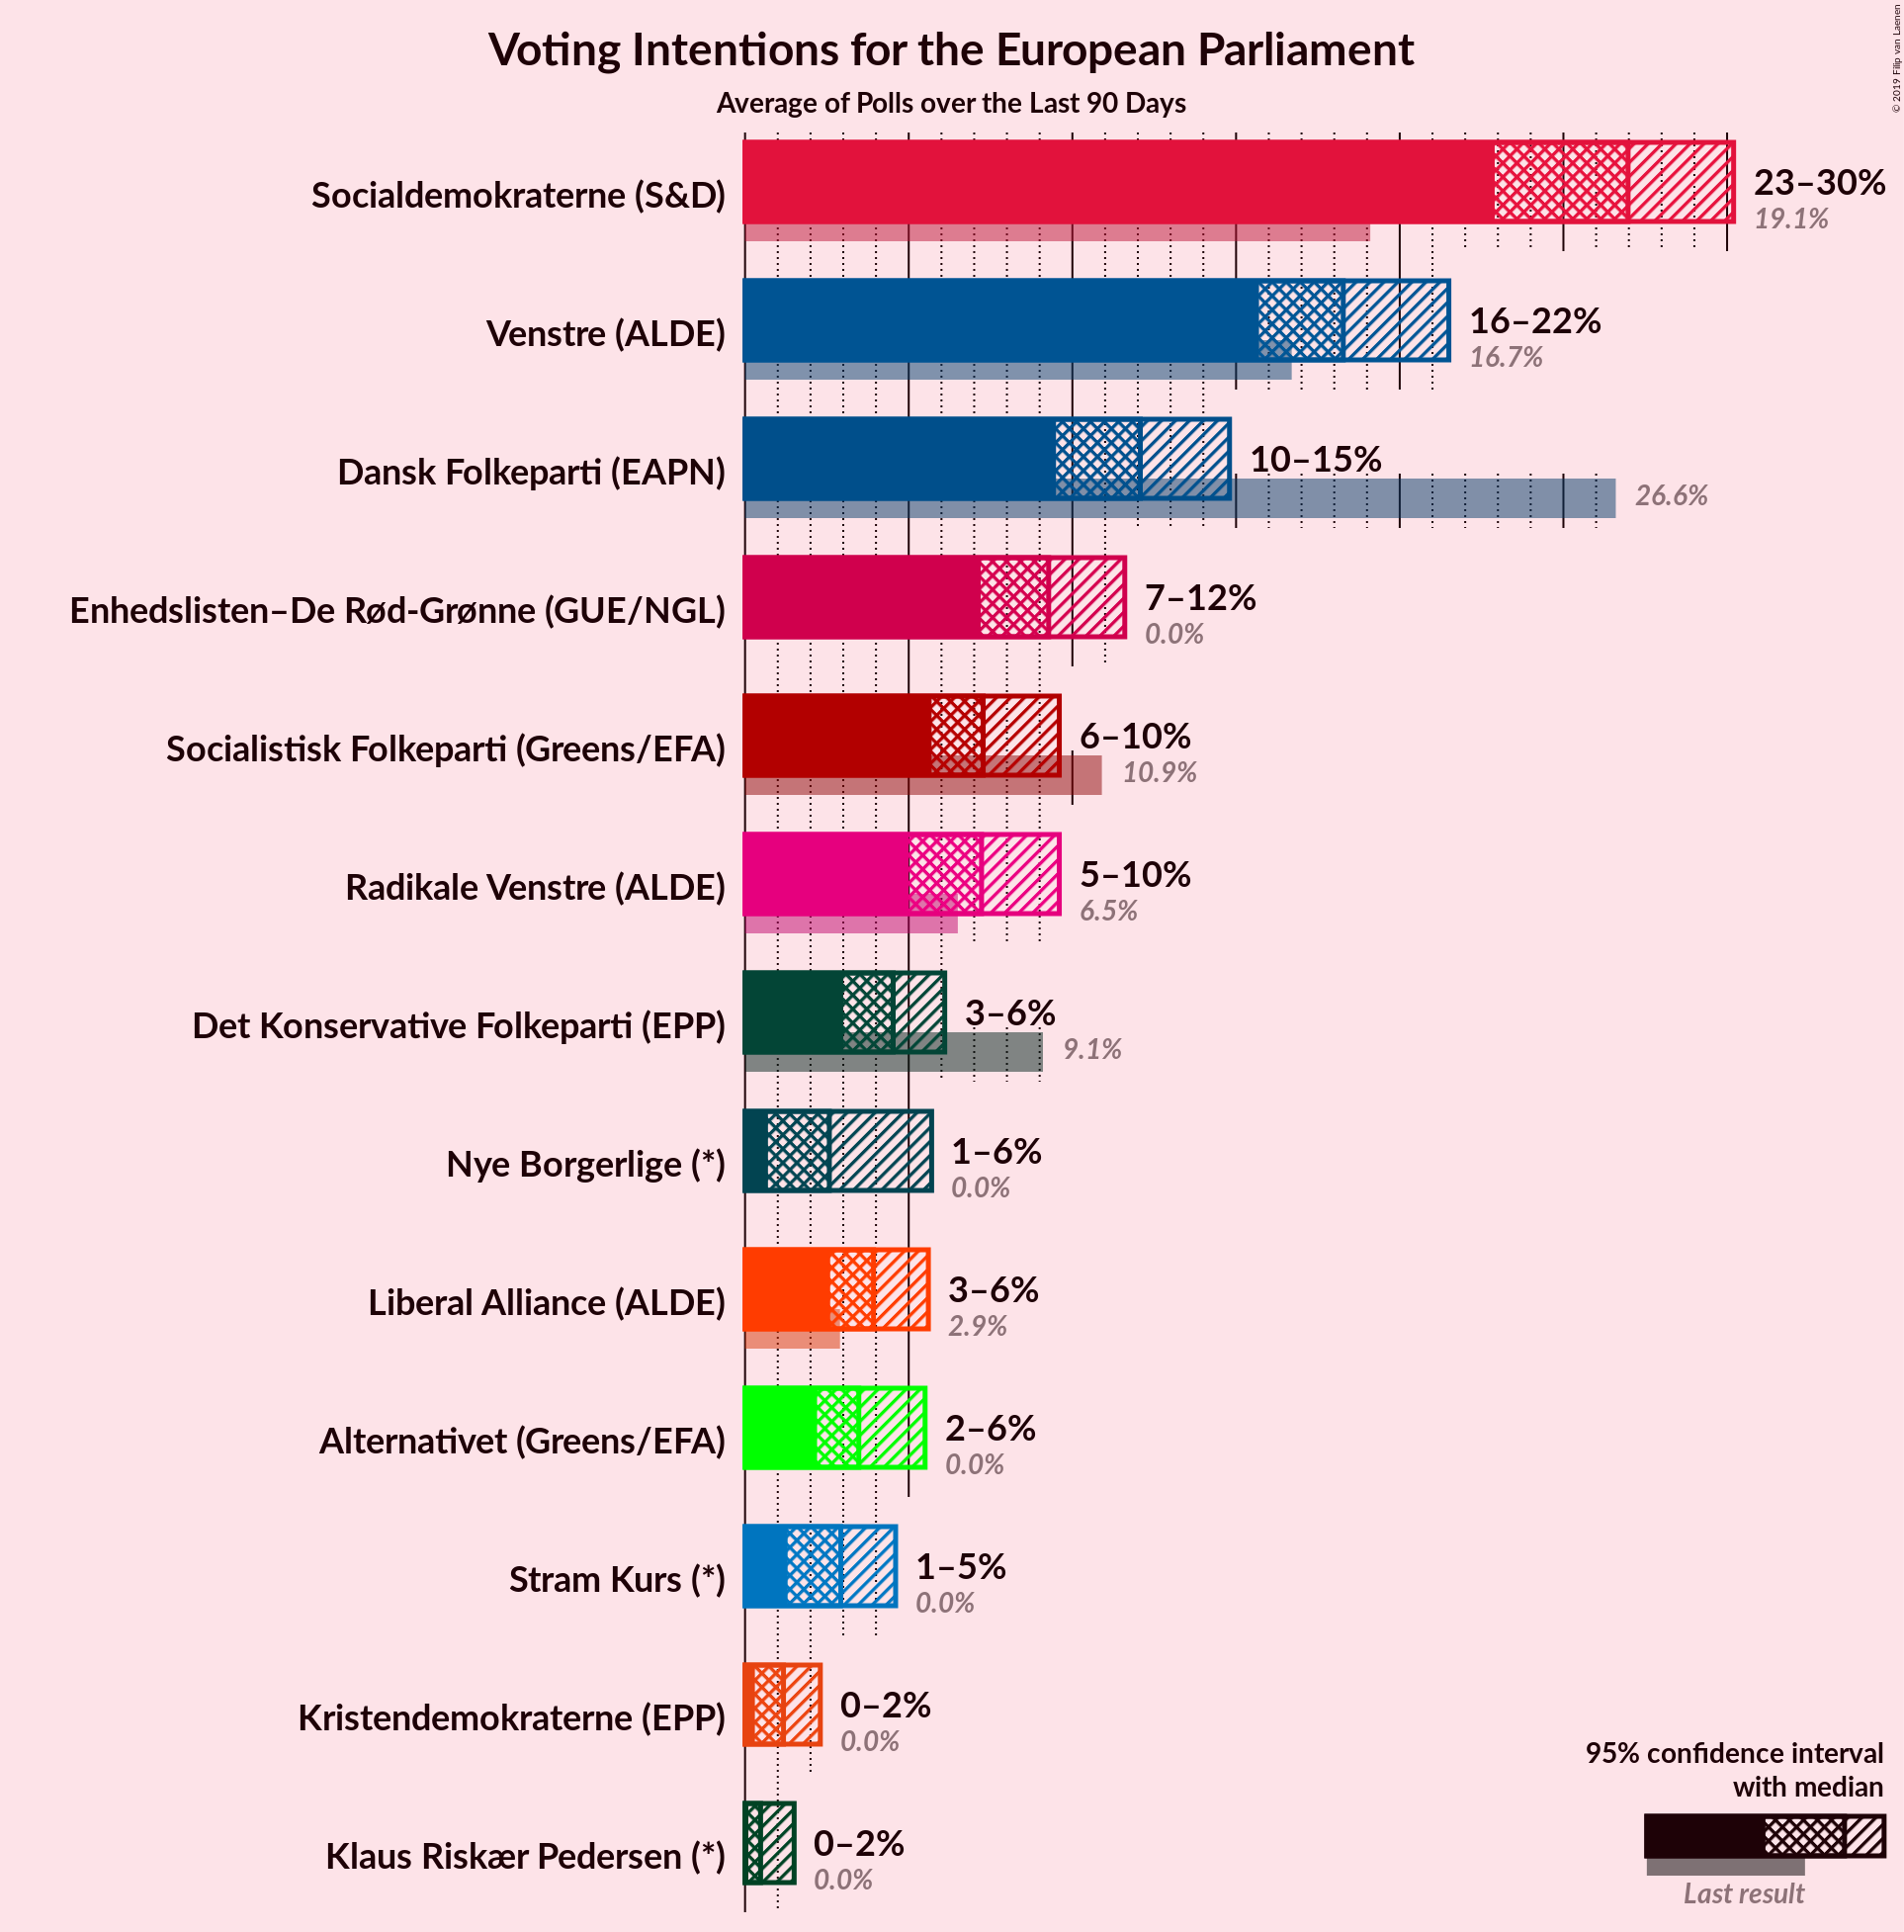 Voting Intentions for the European Parliament
Average of Polls over the Last 90 Days
© 2019 Filip van Laenen
Socialdemokraterne (S&D)
23–30%
19.1%
Venstre (ALDE)
16–22%
16.7%
Dansk Folkeparti (EAPN)
10–15%
26.6%
Enhedslisten–De Rød-Grønne (GUE/NGL)
7–12%
0.0%
Socialistisk Folkeparti (Greens/EFA)
6–10%
10.9%
Radikale Venstre (ALDE)
5–10%
6.5%
Det Konservative Folkeparti (EPP)
3–6%
9.1%
Nye Borgerlige (*)
1–6%
0.0%
Liberal Alliance (ALDE)
3–6%
2.9%
Alternativet (Greens/EFA)
2–6%
0.0%
Stram Kurs (*)
1–5%
0.0%
Kristendemokraterne (EPP)
0–2%
0.0%
Klaus Riskær Pedersen (*)
0–2%
0.0%
95% confidence interval
with median
Last result